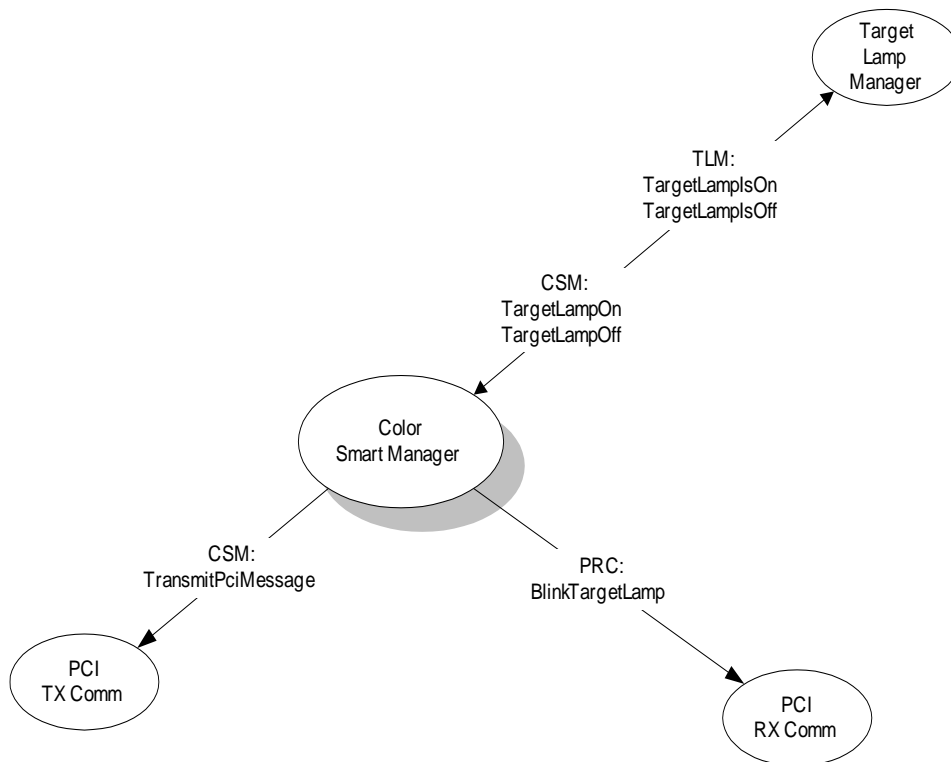 Target
Lamp
Manager
TLM:
TargetLampIsOn
TargetLampIsOff
CSM:
TargetLampOn
TargetLampOff
Color
Smart Manager
CSM:
TransmitPciMessage
PRC:
BlinkTargetLamp
PCI
TX Comm
PCI
RX Comm